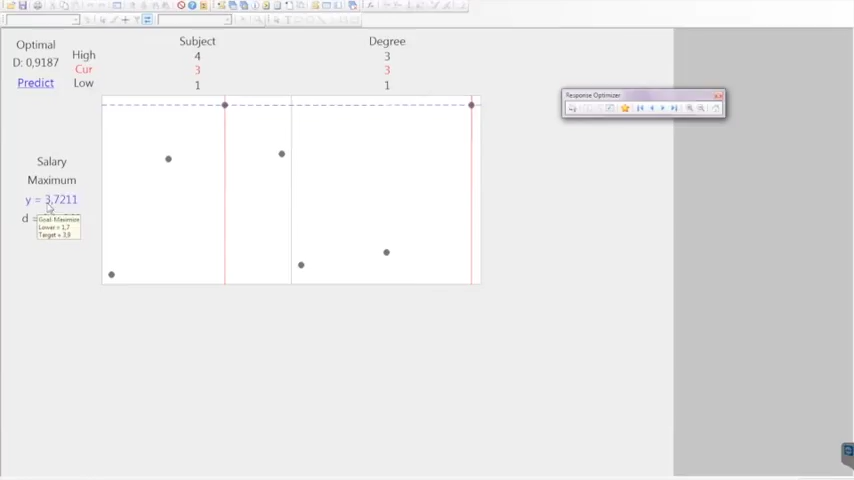 Optimal
D: 0,9187
Predict
High
Cur
Low
Subject
4
3
1
Degree
3
3
1
Response Optimizer
Salary
Maximum
y = 3,7211
d =
Goal: Maximize
Lower = 1,7
Target = 3,9